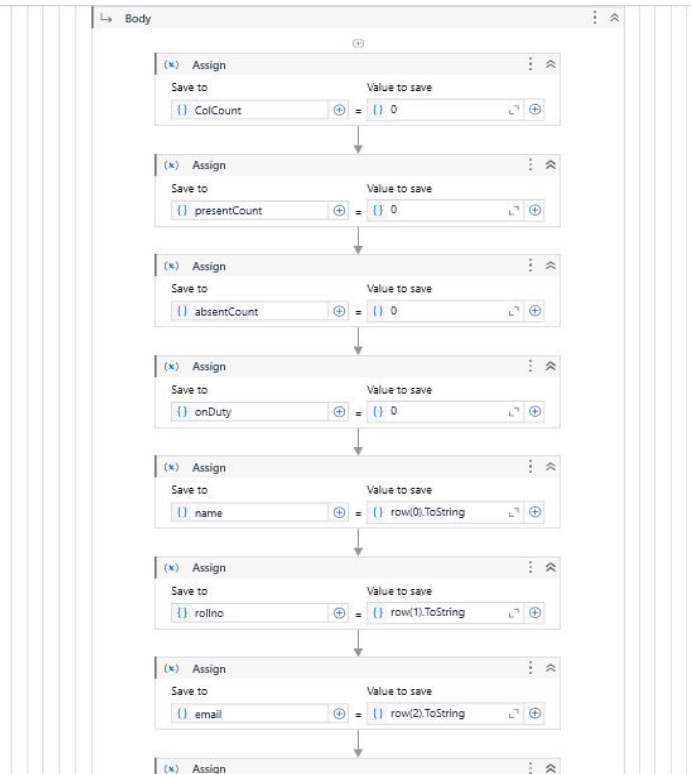 Body
(x) Assign
Save to Value to save
{} ColCount = {} 0
(x) Assign
Save to Value to save
{} presentCount = {} 0
(x) Assign
Save to Value to save
{} absentCount = {} 0
(x) Assign
Save to Value to save
{} onDuty = {} 0
(x) Assign
Save to Value to save
{} name = {} row(0).ToString
(x) Assign
Save to Value to save
{} rollno = {} row(1).ToString
(x) Assign
Save to Value to save
{} email = {} row(2).ToString
(x) Assign